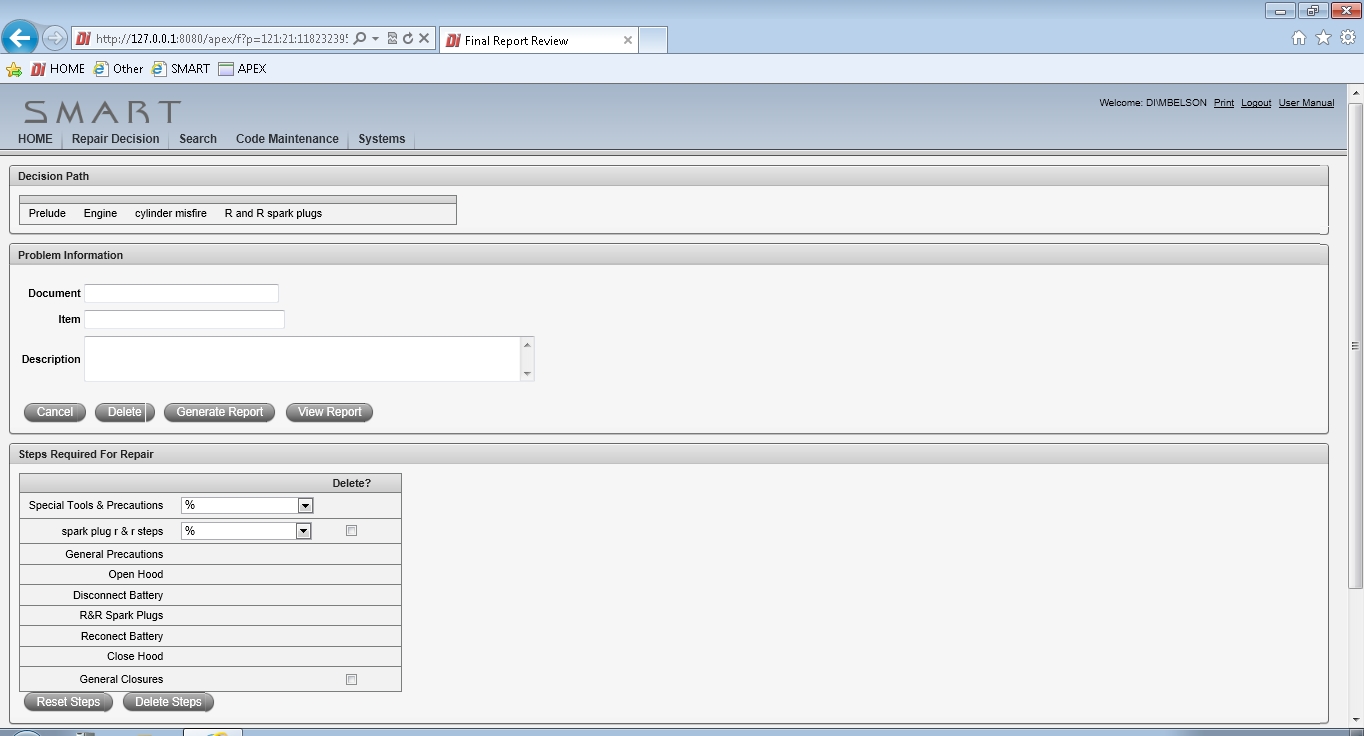 http://127.0.0.1:8080/apex/f?p=121:21:118232395
Di Final Report Review
Di HOME Other SMART APEX
SMART
Welcome: DI\MBELSON Print Logout User Manual
HOME Repair Decision Search Code Maintenance Systems
Decision Path
Prelude Engine cylinder misfire R and R spark plugs
Problem Information
Document
Item
Description
Cancel Delete Generate Report View Report
Steps Required For Repair
Delete?
Special Tools & Precautions %
spark plug r & r steps %
General Precautions
Open Hood
Disconnect Battery
R&R Spark Plugs
Reconect Battery
Close Hood
General Closures
Reset Steps Delete Steps